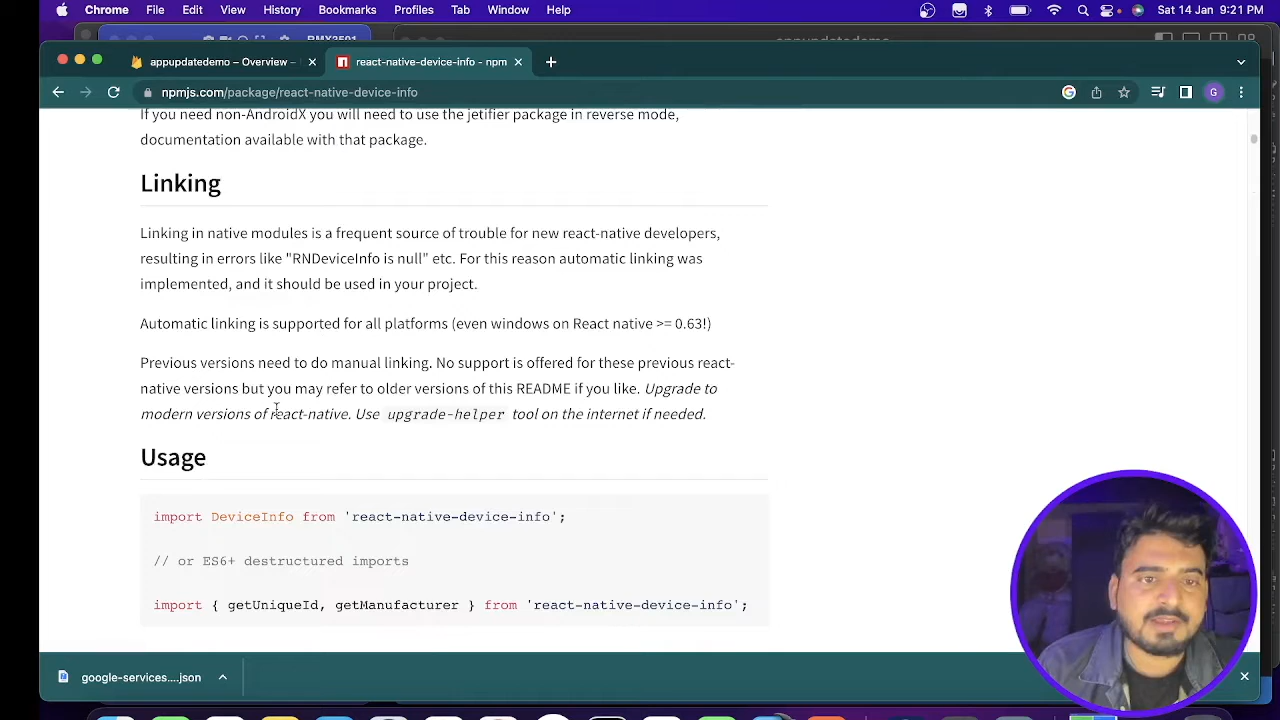 Chrome File Edit View History Bookmarks Profiles Tab Window Help Sat 14 Jan 9:21 PM
appupdatedemo – Overview – react-native-device-info - npm
npmjs.com/package/react-native-device-info G
If you need non-AndroidX you will need to use the jetifier package in reverse mode,
documentation available with that package.
Linking
Linking in native modules is a frequent source of trouble for new react-native developers,
resulting in errors like "RNDeviceInfo is null" etc. For this reason automatic linking was
implemented, and it should be used in your project.
Automatic linking is supported for all platforms (even windows on React native >= 0.63!)
Previous versions need to do manual linking. No support is offered for these previous react-
native versions but you may refer to older versions of this README if you like. Upgrade to
modern versions of react-native. Use upgrade-helper tool on the internet if needed.
Usage
import DeviceInfo from 'react-native-device-info';
// or ES6+ destructured imports
import { getUniqueId, getManufacturer } from 'react-native-device-info';
google-services....json